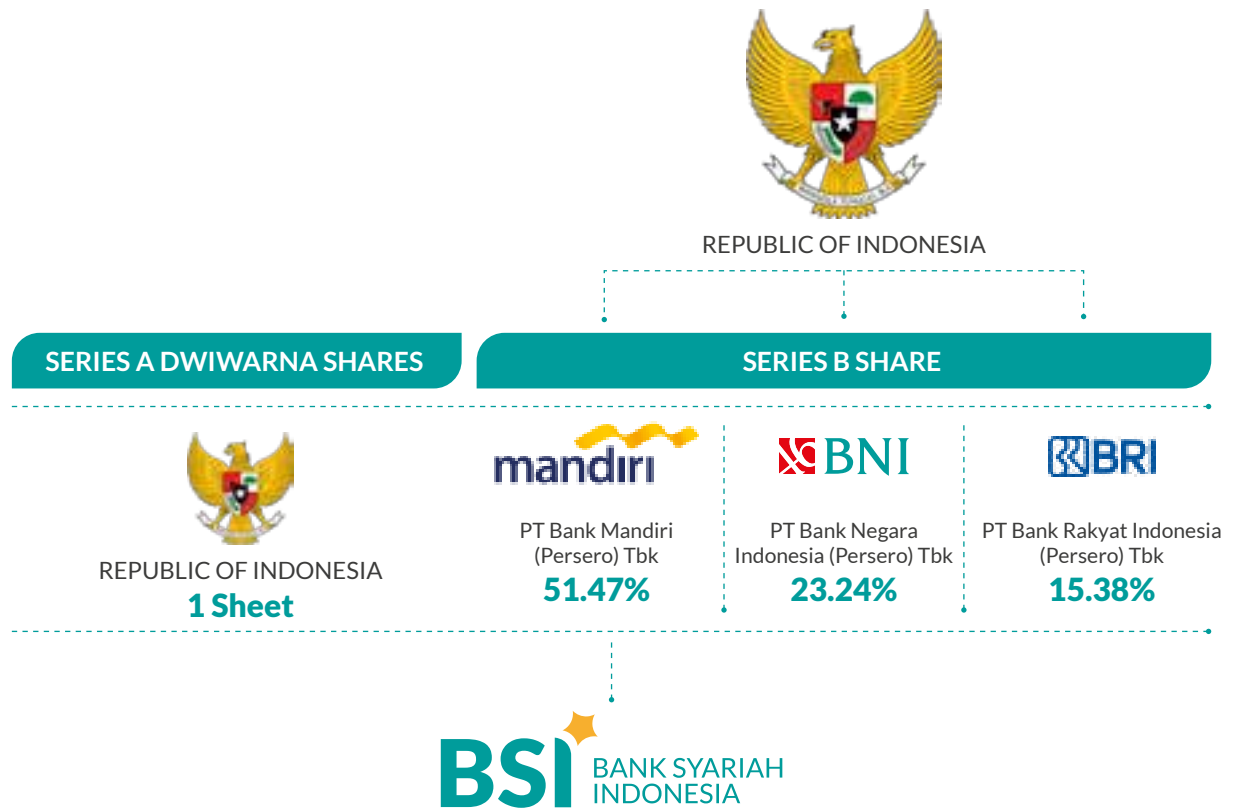 REPUBLIC OF INDONESIA
SERIES A DWIWARNA SHARES
SERIES B SHARE
REPUBLIC OF INDONESIA
1 Sheet
mandiri
PT Bank Mandiri
(Persero) Tbk
51.47%
BNI
PT Bank Negara
Indonesia (Persero) Tbk
23.24%
BRI
PT Bank Rakyat Indonesia
(Persero) Tbk
15.38%
BSI
BANK SYARIAH
INDONESIA